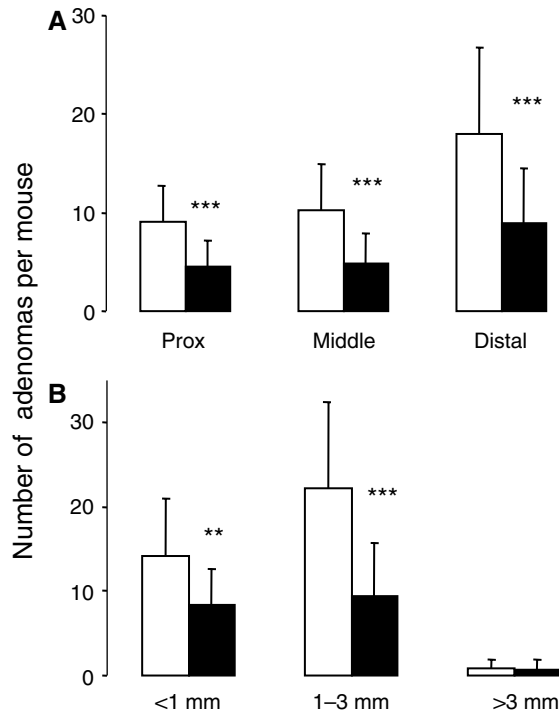 A
30
20
10
0
***
***
***
Prox
Middle
Distal
Number of adenomas per mouse
B
30
20
10
0
**
***
<1 mm
1–3 mm
>3 mm